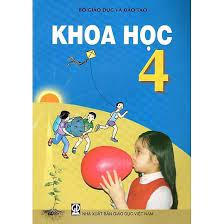 BỘ GIÁO DỤC VÀ ĐÀO TẠO
KHOA HỌC
4
NHÀ XUẤT BẢN GIÁO DỤC VIỆT NAM